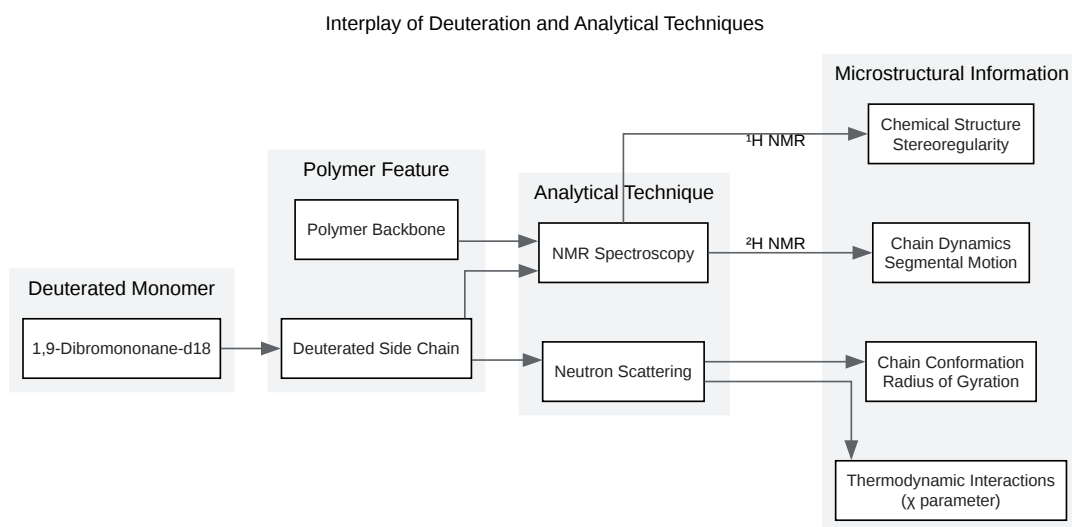 Interplay of Deuteration and Analytical Techniques
Deuterated Monomer
1,9-Dibromononane-d18
Polymer Feature
Polymer Backbone
Deuterated Side Chain
Analytical Technique
NMR Spectroscopy
Neutron Scattering
¹H NMR
²H NMR
Microstructural Information
Chemical Structure
Stereoregularity
Chain Dynamics
Segmental Motion
Chain Conformation
Radius of Gyration
Thermodynamic Interactions
(χ parameter)